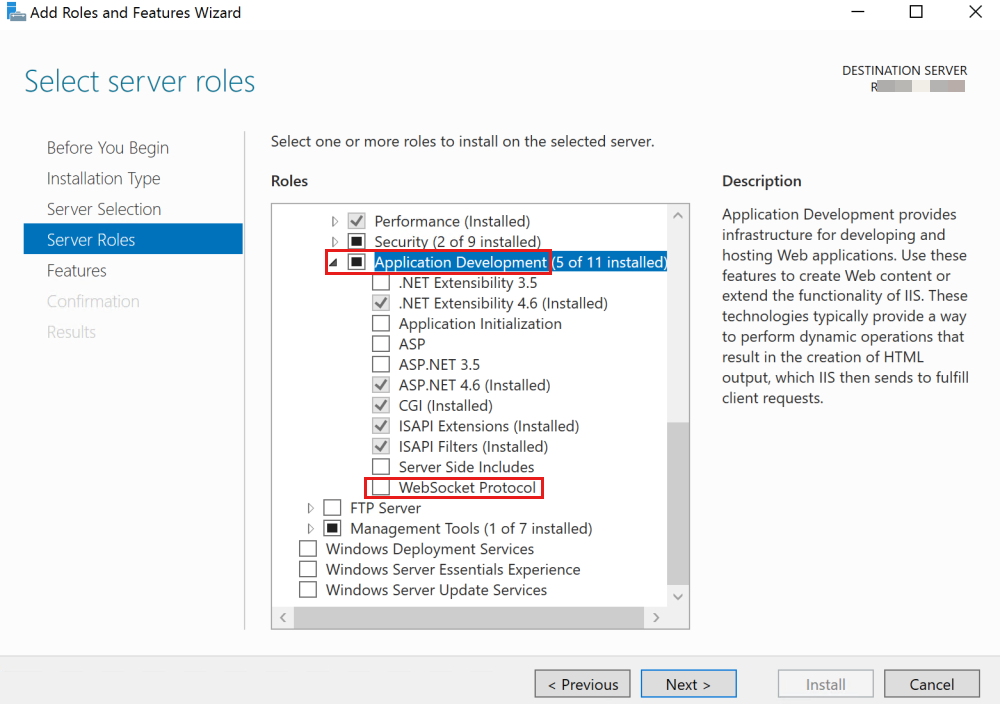 Add Roles and Features Wizard
Select server roles
DESTINATION SERVER
R
Before You Begin
Installation Type
Server Selection
Server Roles
Features
Confirmation
Results
Select one or more roles to install on the selected server.
Roles
Performance (Installed)
Security (2 of 9 installed)
Application Development (5 of 11 installed)
.NET Extensibility 3.5
.NET Extensibility 4.6 (Installed)
Application Initialization
ASP
ASP.NET 3.5
ASP.NET 4.6 (Installed)
CGI (Installed)
ISAPI Extensions (Installed)
ISAPI Filters (Installed)
Server Side Includes
WebSocket Protocol
FTP Server
Management Tools (1 of 7 installed)
Windows Deployment Services
Windows Server Essentials Experience
Windows Server Update Services
Description
Application Development provides
infrastructure for developing and
hosting Web applications. Use these
features to create Web content or
extend the functionality of IIS. These
technologies typically provide a way
to perform dynamic operations that
result in the creation of HTML
output, which IIS then sends to fulfill
client requests.
< Previous
Next >
Install
Cancel